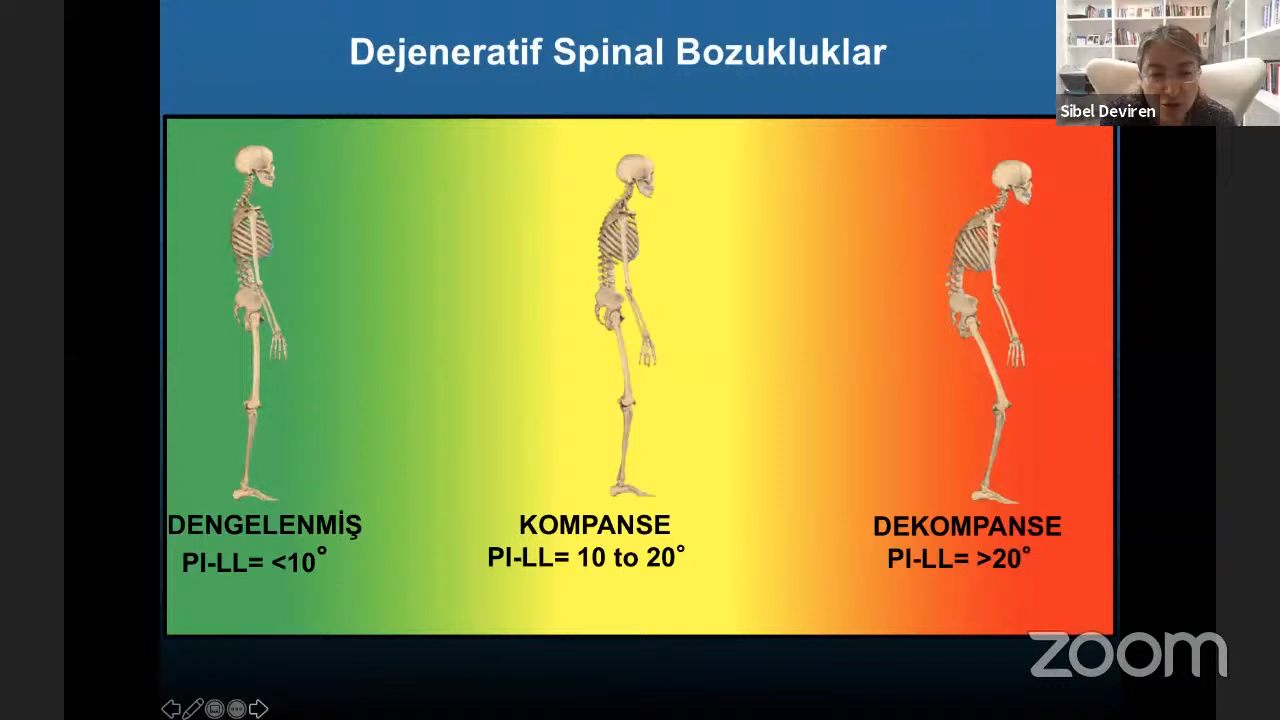 Dejeneratif Spinal Bozukluklar
Sibel Deviren
DENGELENMİŞ
PI-LL= <10°
KOMPANSE
PI-LL= 10 to 20°
DEKOMPANSE
PI-LL= >20°
zoom